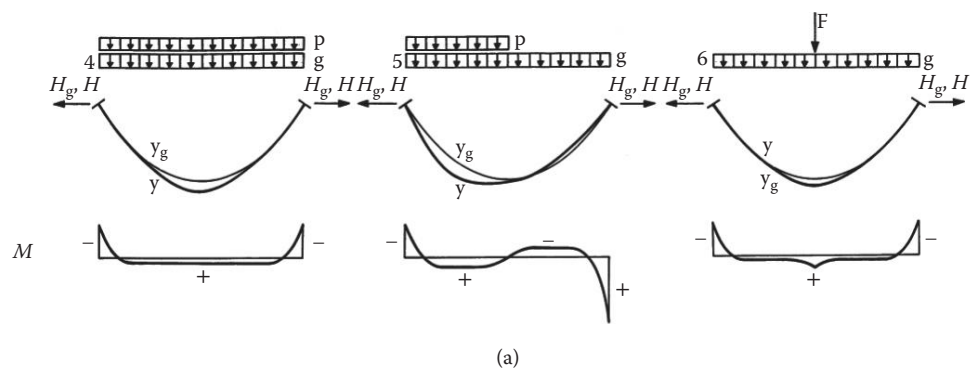 F
p p
4 g 5 g 6 g
H_g, H H_g, H H_g, H H_g, H H_g, H H_g, H
y_g y_g y
y y y_g
M – – – – – –
+ + + +
(a)